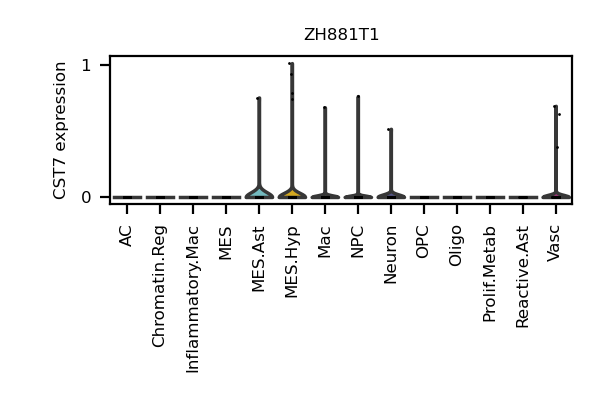 ZH881T1
CST7 expression
1
0
AC
Chromatin.Reg
Inflammatory.Mac
MES
MES.Ast
MES.Hyp
Mac
NPC
Neuron
OPC
Oligo
Prolif.Metab
Reactive.Ast
Vasc